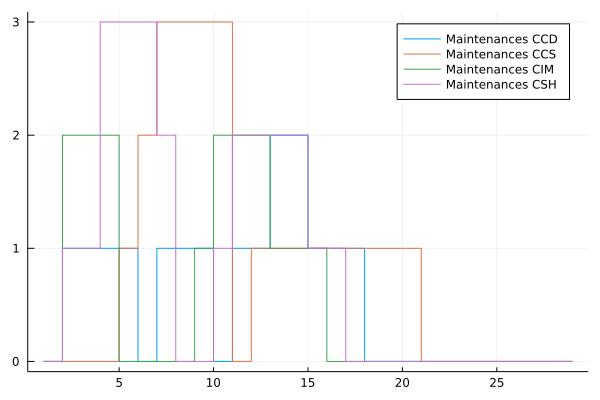 3
Maintenances CCD
Maintenances CCS
Maintenances CIM
Maintenances CSH
2
1
0
5 10 15 20 25